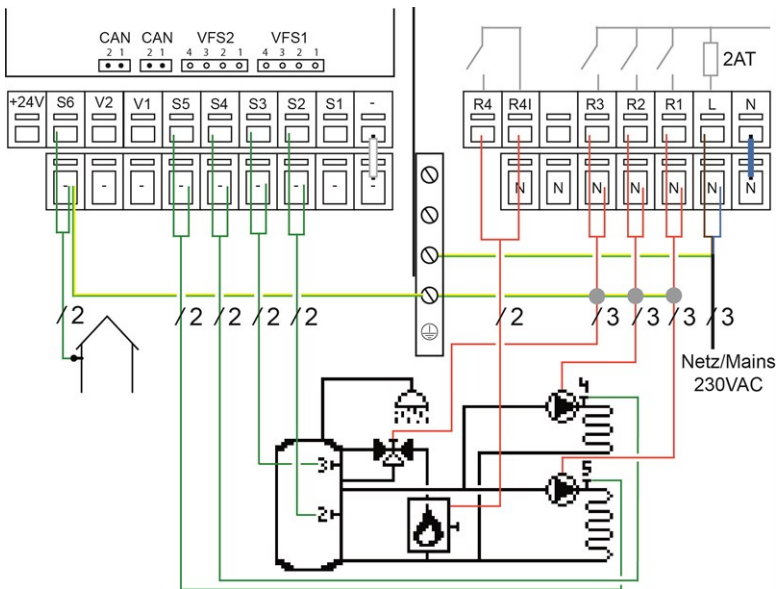 CAN CAN VFS2 VFS1
2 1 2 1 4 3 2 1 4 3 2 1
2AT
+24V S6 V2 V1 S5 S4 S3 S2 S1 - R4 R4I R3 R2 R1 L N
- - - - - - - - - N N N N N N N
/2 /2 /2 /2 /2 /2 /3 /3 /3 /3
Netz/Mains
230VAC
4
3
5
2